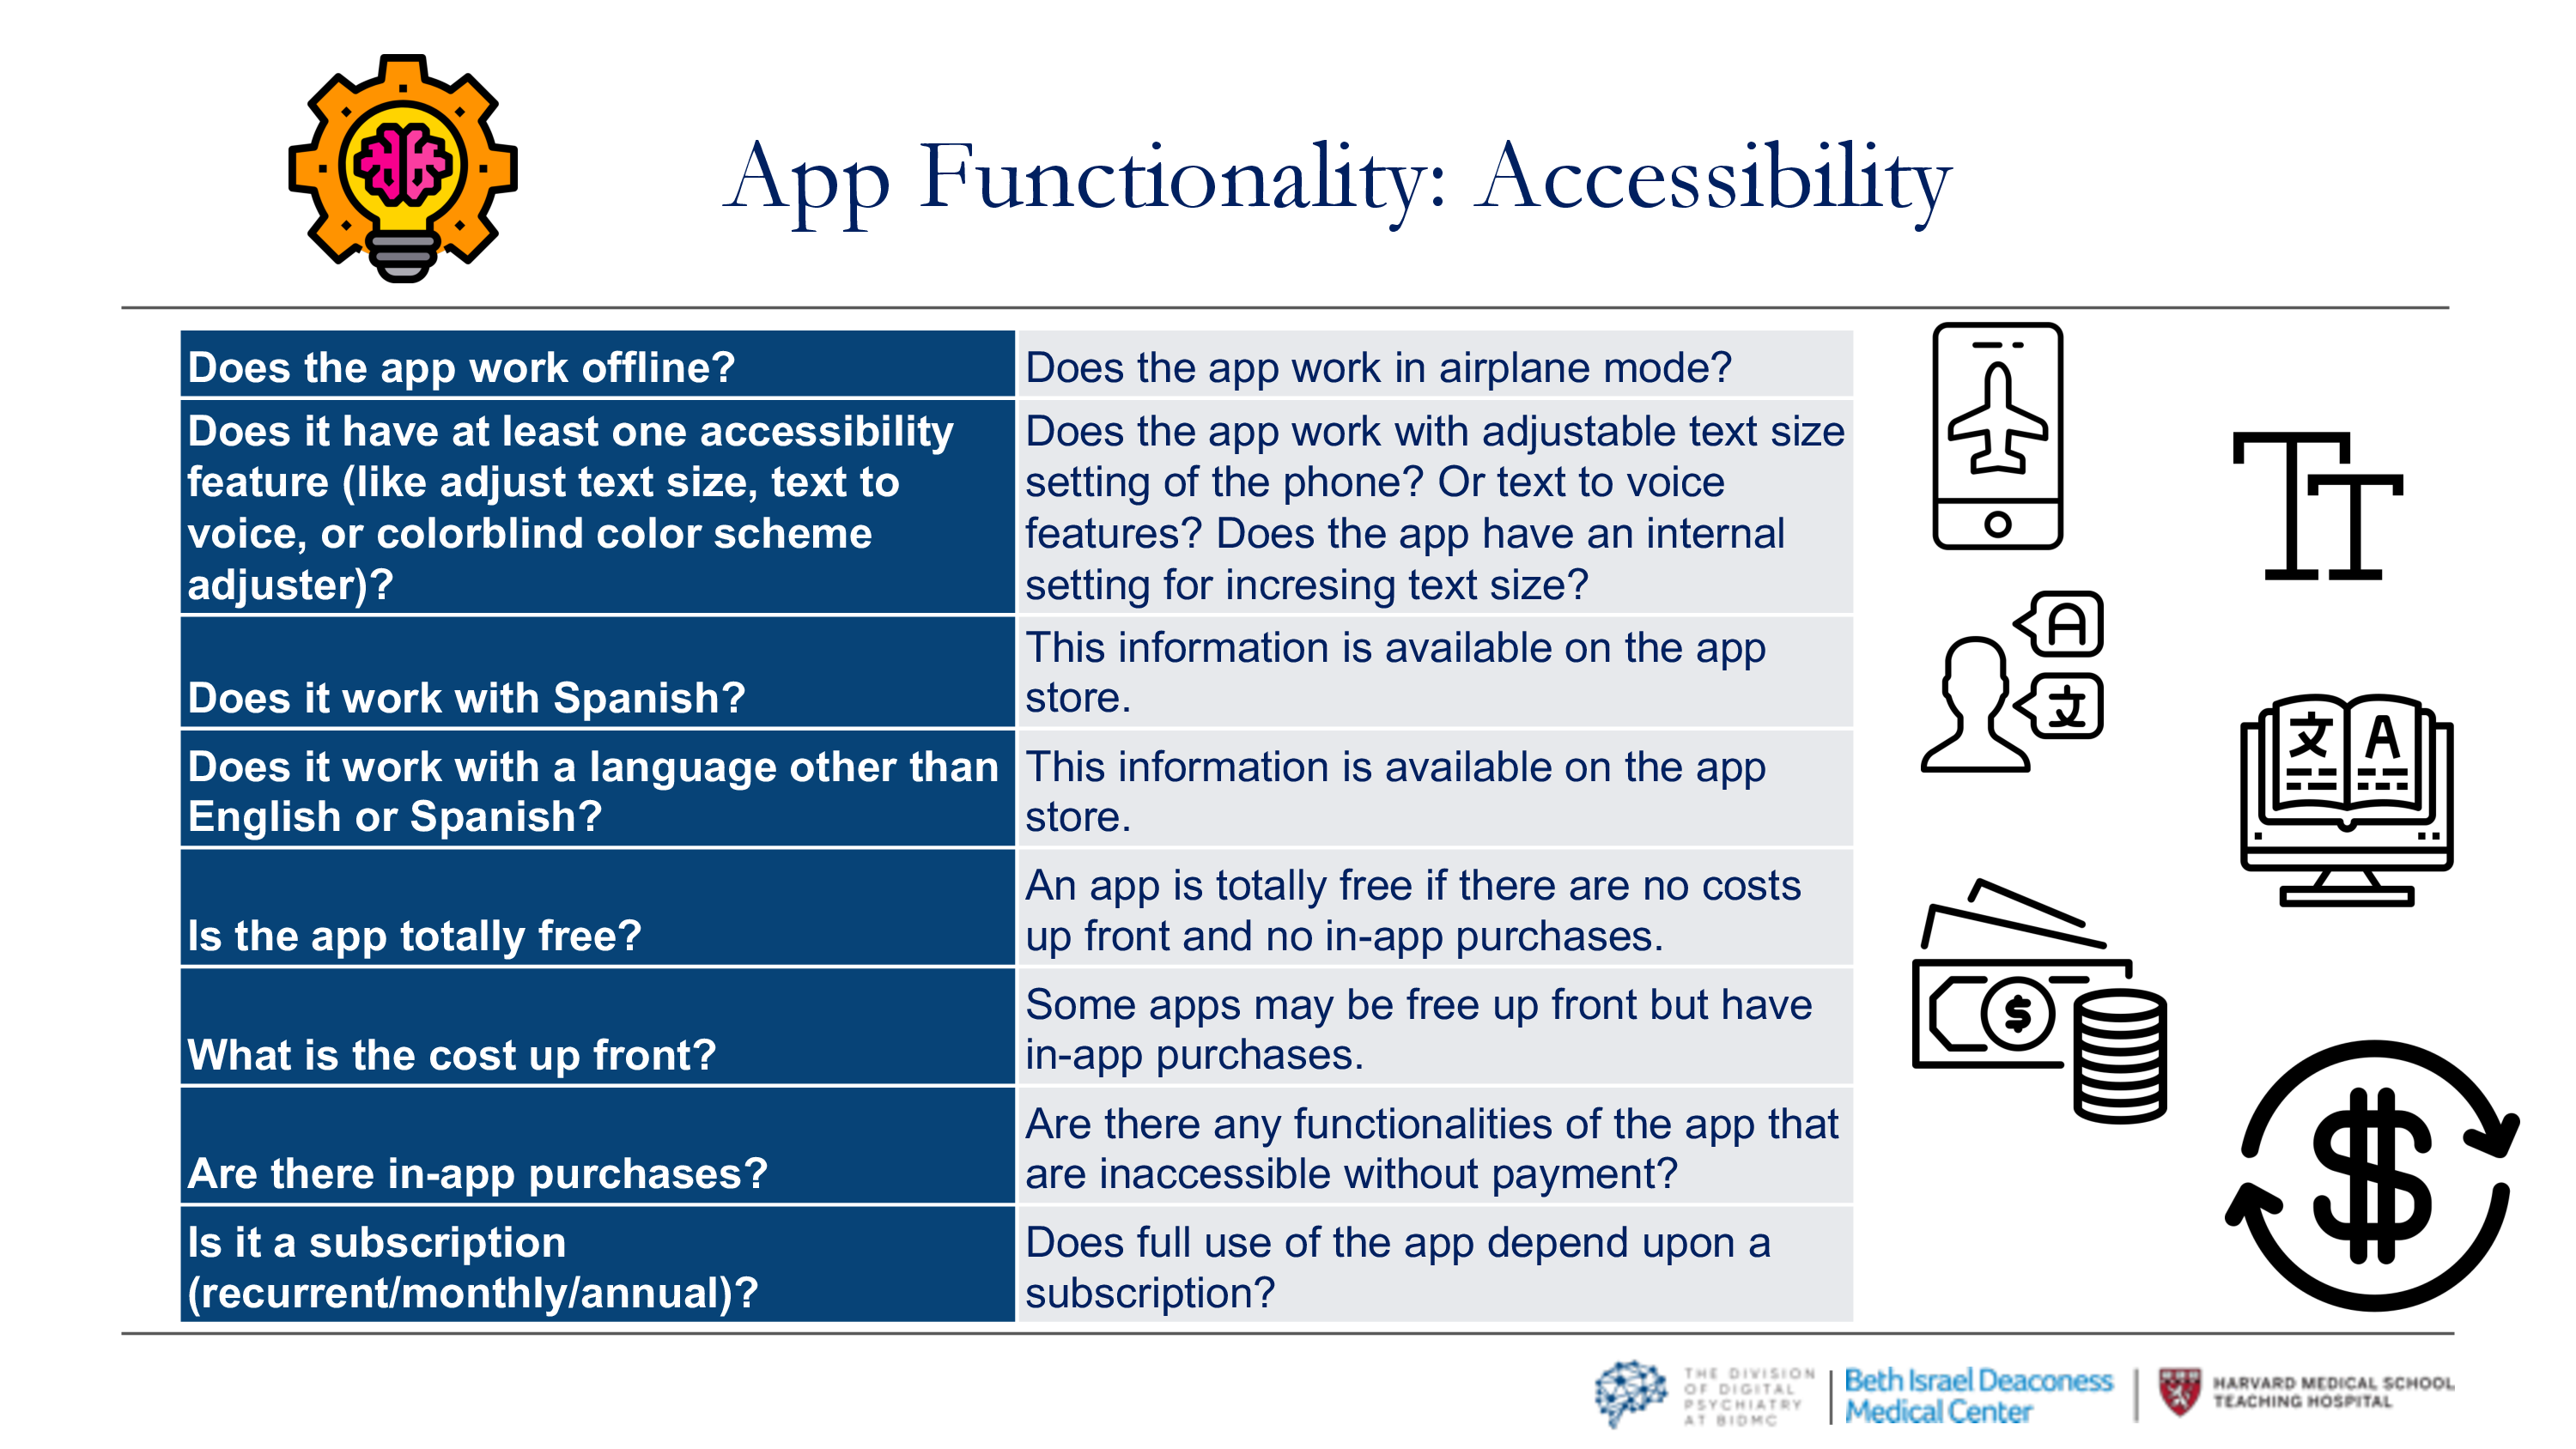 App Functionality: Accessibility
Does the app work offline?
Does the app work in airplane mode?
Does it have at least one accessibility
feature (like adjust text size, text to
voice, or colorblind color scheme
adjuster)?
Does the app work with adjustable text size
setting of the phone? Or text to voice
features? Does the app have an internal
setting for incresing text size?
Does it work with Spanish?
This information is available on the app
store.
Does it work with a language other than
English or Spanish?
This information is available on the app
store.
Is the app totally free?
An app is totally free if there are no costs
up front and no in-app purchases.
What is the cost up front?
Some apps may be free up front but have
in-app purchases.
Are there in-app purchases?
Are there any functionalities of the app that
are inaccessible without payment?
Is it a subscription
(recurrent/monthly/annual)?
Does full use of the app depend upon a
subscription?
TT
A
文
文 A
$
$
THE DIVISION
OF DIGITAL
PSYCHIATRY
AT BIDMC
Beth Israel Deaconess
Medical Center
HARVARD MEDICAL SCHOOL
TEACHING HOSPITAL